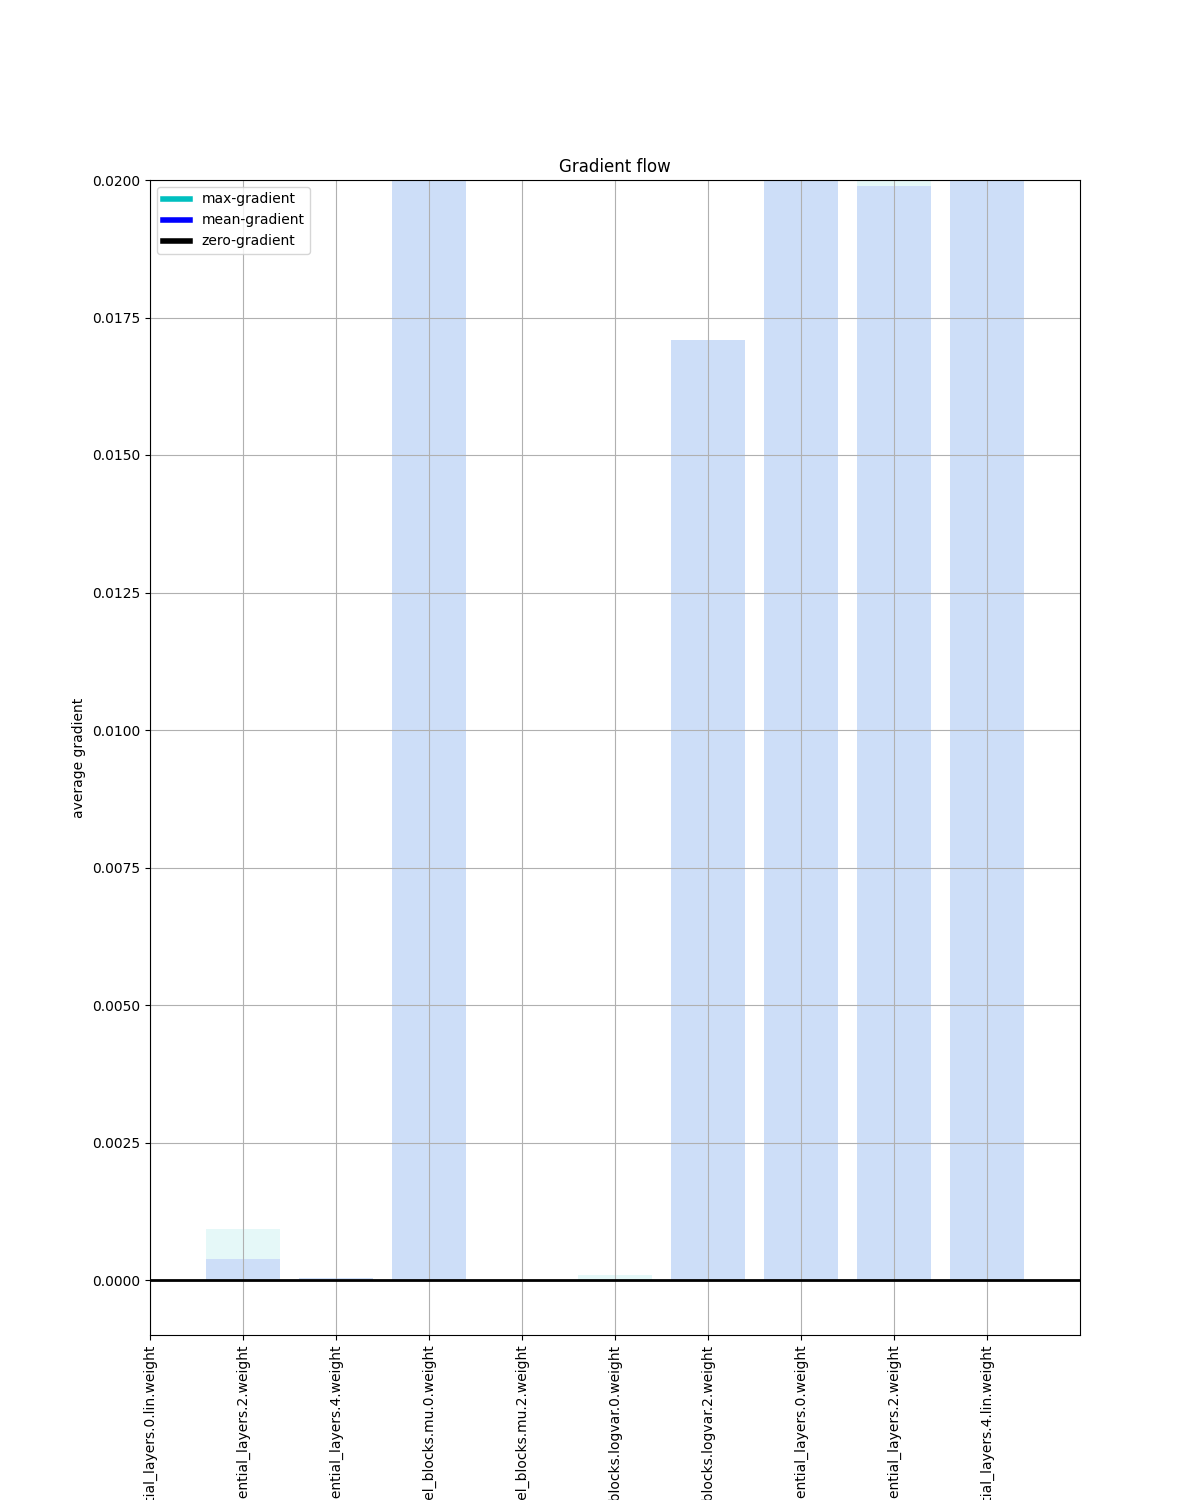 Gradient flow
max-gradient
mean-gradient
zero-gradient
0.0200
0.0175
0.0150
0.0125
0.0100
0.0075
0.0050
0.0025
0.0000
average gradient
tial_layers.0.lin.weight
ential_layers.2.weight
ential_layers.4.weight
el_blocks.mu.0.weight
el_blocks.mu.2.weight
blocks.logvar.0.weight
blocks.logvar.2.weight
ential_layers.0.weight
ential_layers.2.weight
tial_layers.4.lin.weight